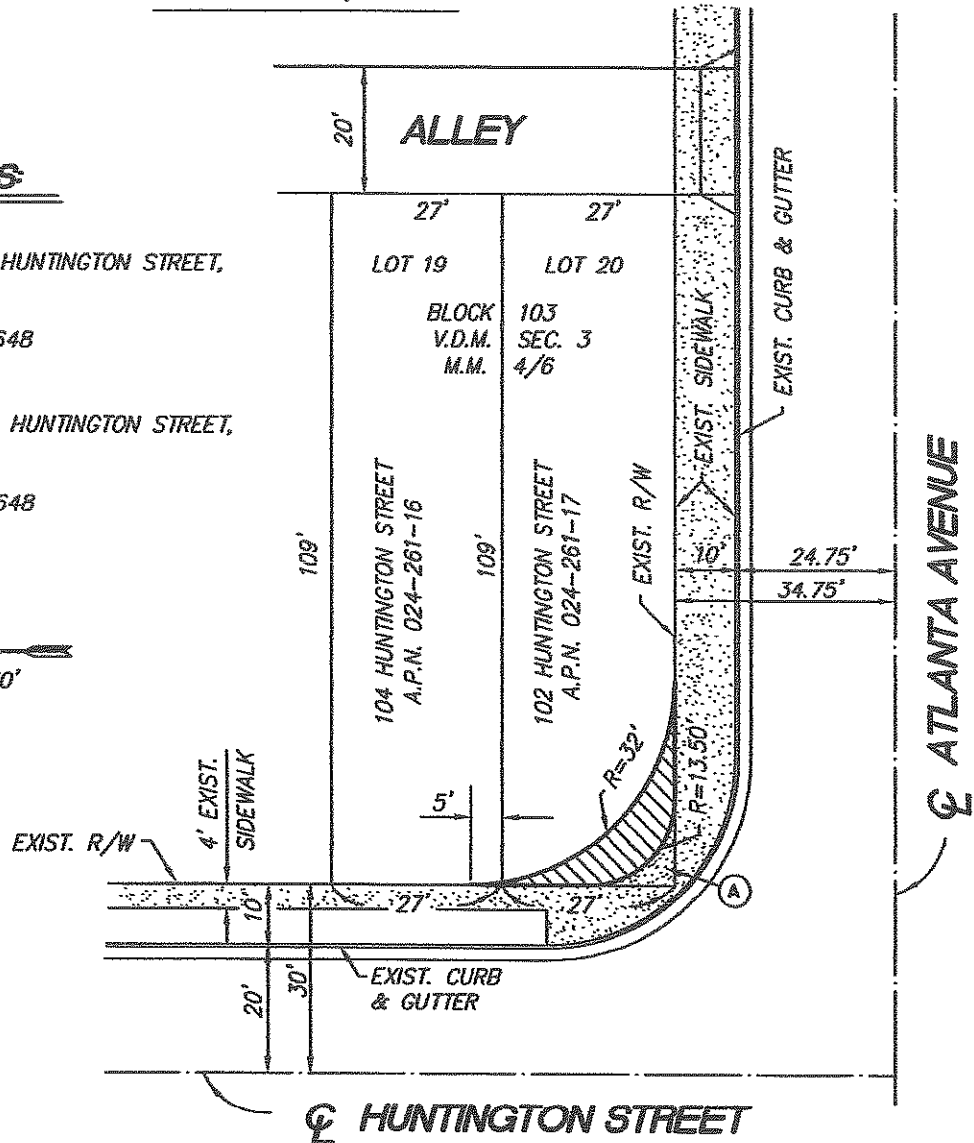 20'
ALLEY
S:
27'
27'
HUNTINGTON STREET,
LOT 19
LOT 20
BLOCK 103
V.D.M. SEC. 3
M.M. 4/6
648
HUNTINGTON STREET,
648
EXIST. SIDEWALK
EXIST. CURB & GUTTER
ATLANTA AVENUE
109'
104 HUNTINGTON STREET
A.P.N. 024-261-16
109'
102 HUNTINGTON STREET
A.P.N. 024-261-17
EXIST. R/W
10'
24.75'
34.75'
0'
R=32'
R=13.50'
5'
4' EXIST.
SIDEWALK
EXIST. R/W
A
27'
27'
10'
20'
30'
EXIST. CURB
& GUTTER
℄ HUNTINGTON STREET
℄